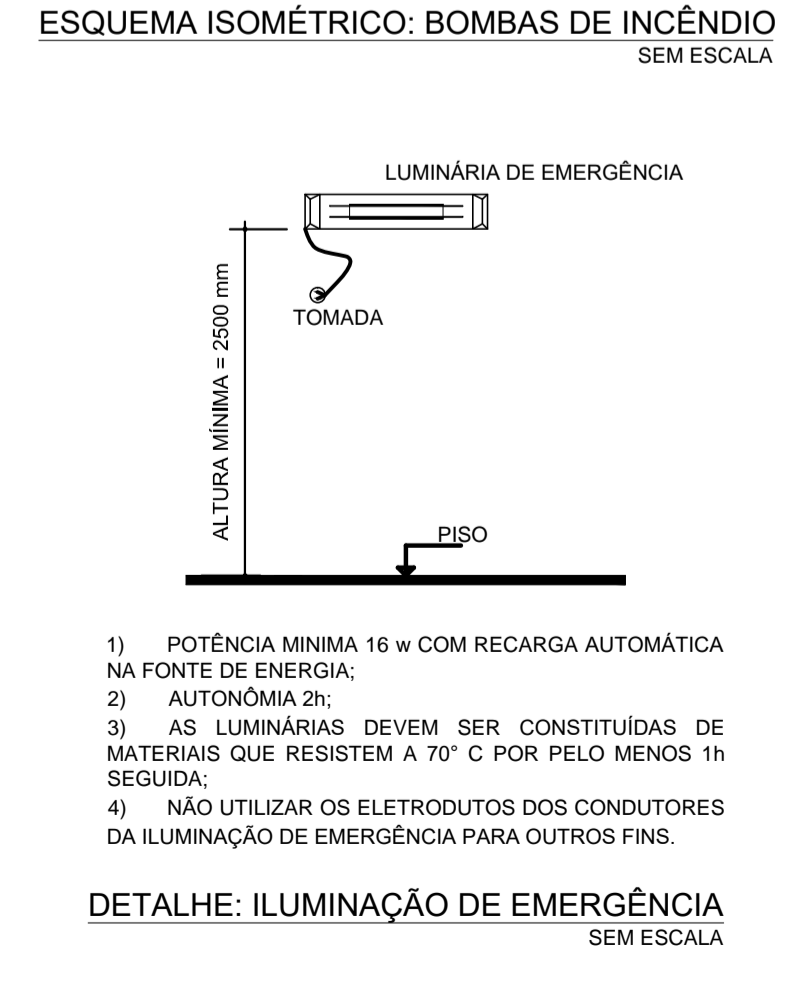 ESQUEMA ISOMÉTRICO: BOMBAS DE INCÊNDIO
SEM ESCALA
LUMINÁRIA DE EMERGÊNCIA
TOMADA
ALTURA MÍNIMA = 2500 mm
PISO
1) POTÊNCIA MINIMA 16 w COM RECARGA AUTOMÁTICA
NA FONTE DE ENERGIA;
2) AUTONÔMIA 2h;
3) AS LUMINÁRIAS DEVEM SER CONSTITUÍDAS DE
MATERIAIS QUE RESISTEM A 70° C POR PELO MENOS 1h
SEGUIDA;
4) NÃO UTILIZAR OS ELETRODUTOS DOS CONDUTORES
DA ILUMINAÇÃO DE EMERGÊNCIA PARA OUTROS FINS.
DETALHE: ILUMINAÇÃO DE EMERGÊNCIA
SEM ESCALA